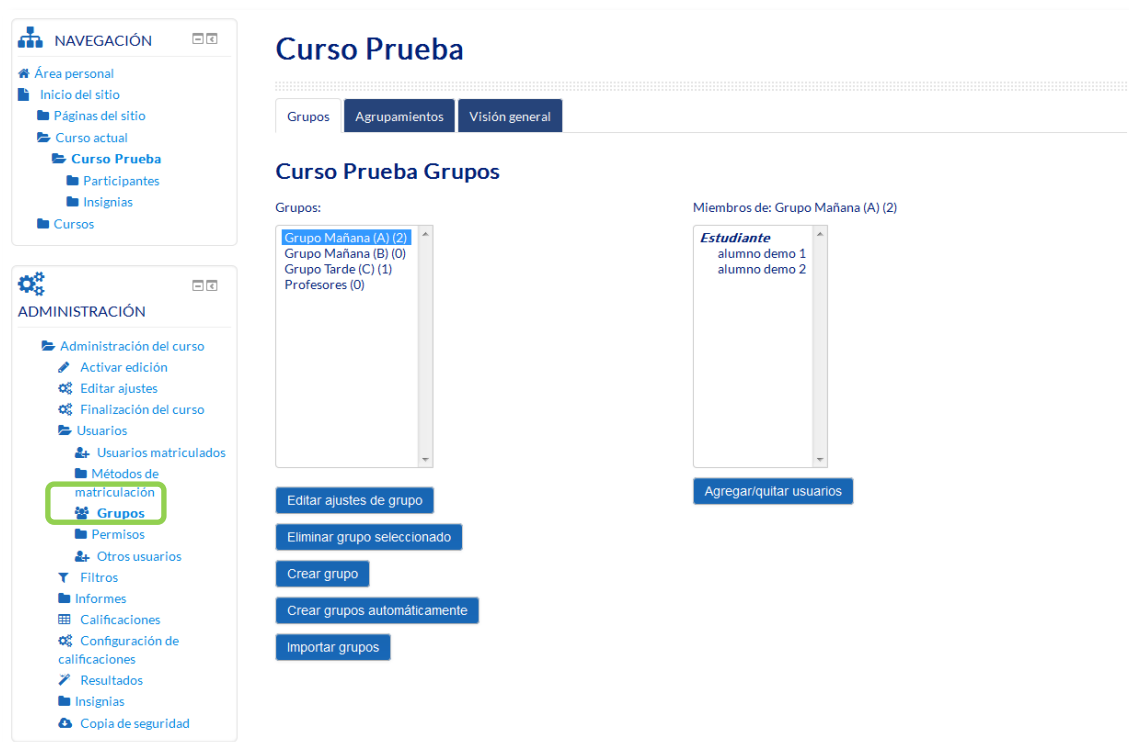 NAVEGACIÓN
Área personal
Inicio del sitio
Páginas del sitio
Curso actual
Curso Prueba
Participantes
Insignias
Cursos
ADMINISTRACIÓN
Administración del curso
Activar edición
Editar ajustes
Finalización del curso
Usuarios
Usuarios matriculados
Métodos de
matriculación
Grupos
Permisos
Otros usuarios
Filtros
Informes
Calificaciones
Configuración de
calificaciones
Resultados
Insignias
Copia de seguridad
Curso Prueba
Grupos
Agrupamientos
Visión general
Curso Prueba Grupos
Grupos:
Grupo Mañana (A) (2)
Grupo Mañana (B) (0)
Grupo Tarde (C) (1)
Profesores (0)
Editar ajustes de grupo
Eliminar grupo seleccionado
Crear grupo
Crear grupos automáticamente
Importar grupos
Miembros de: Grupo Mañana (A) (2)
Estudiante
alumno demo 1
alumno demo 2
Agregar/quitar usuarios